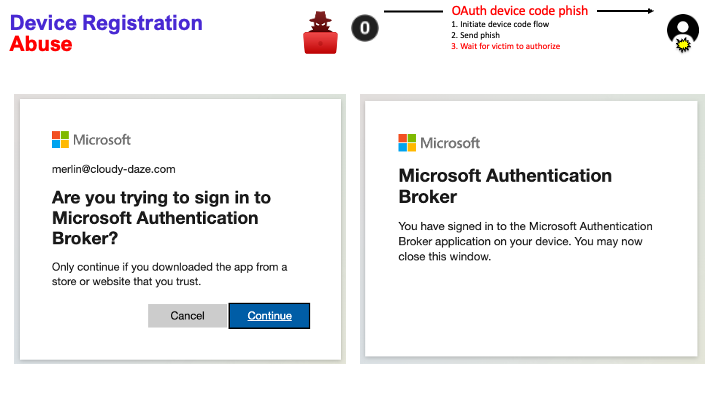 Device Registration
Abuse
0
OAuth device code phish
1. Initiate device code flow
2. Send phish
3. Wait for victim to authorize
Microsoft
merlin@cloudy-daze.com
Are you trying to sign in to
Microsoft Authentication
Broker?
Only continue if you downloaded the app from a
store or website that you trust.
Cancel
Continue
Microsoft
Microsoft Authentication
Broker
You have signed in to the Microsoft Authentication
Broker application on your device. You may now
close this window.